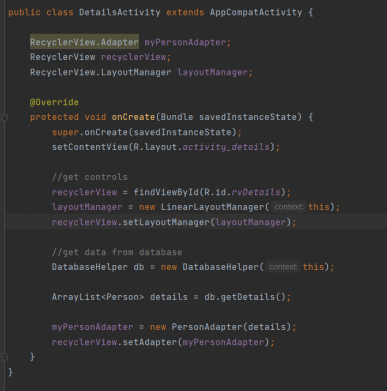 public class DetailsActivity extends AppCompatActivity {
RecyclerView.Adapter myPersonAdapter;
RecyclerView recyclerView;
RecyclerView.LayoutManager layoutManager;
@Override
protected void onCreate(Bundle savedInstanceState) {
super.onCreate(savedInstanceState);
setContentView(R.layout.activity_details);
//get controls
recyclerView = findViewById(R.id.rvDetails);
layoutManager = new LinearLayoutManager( context: this);
recyclerView.setLayoutManager(layoutManager);
//get data from database
DatabaseHelper db = new DatabaseHelper( context: this);
ArrayList<Person> details = db.getDetails();
myPersonAdapter = new PersonAdapter(details);
recyclerView.setAdapter(myPersonAdapter);
}
}